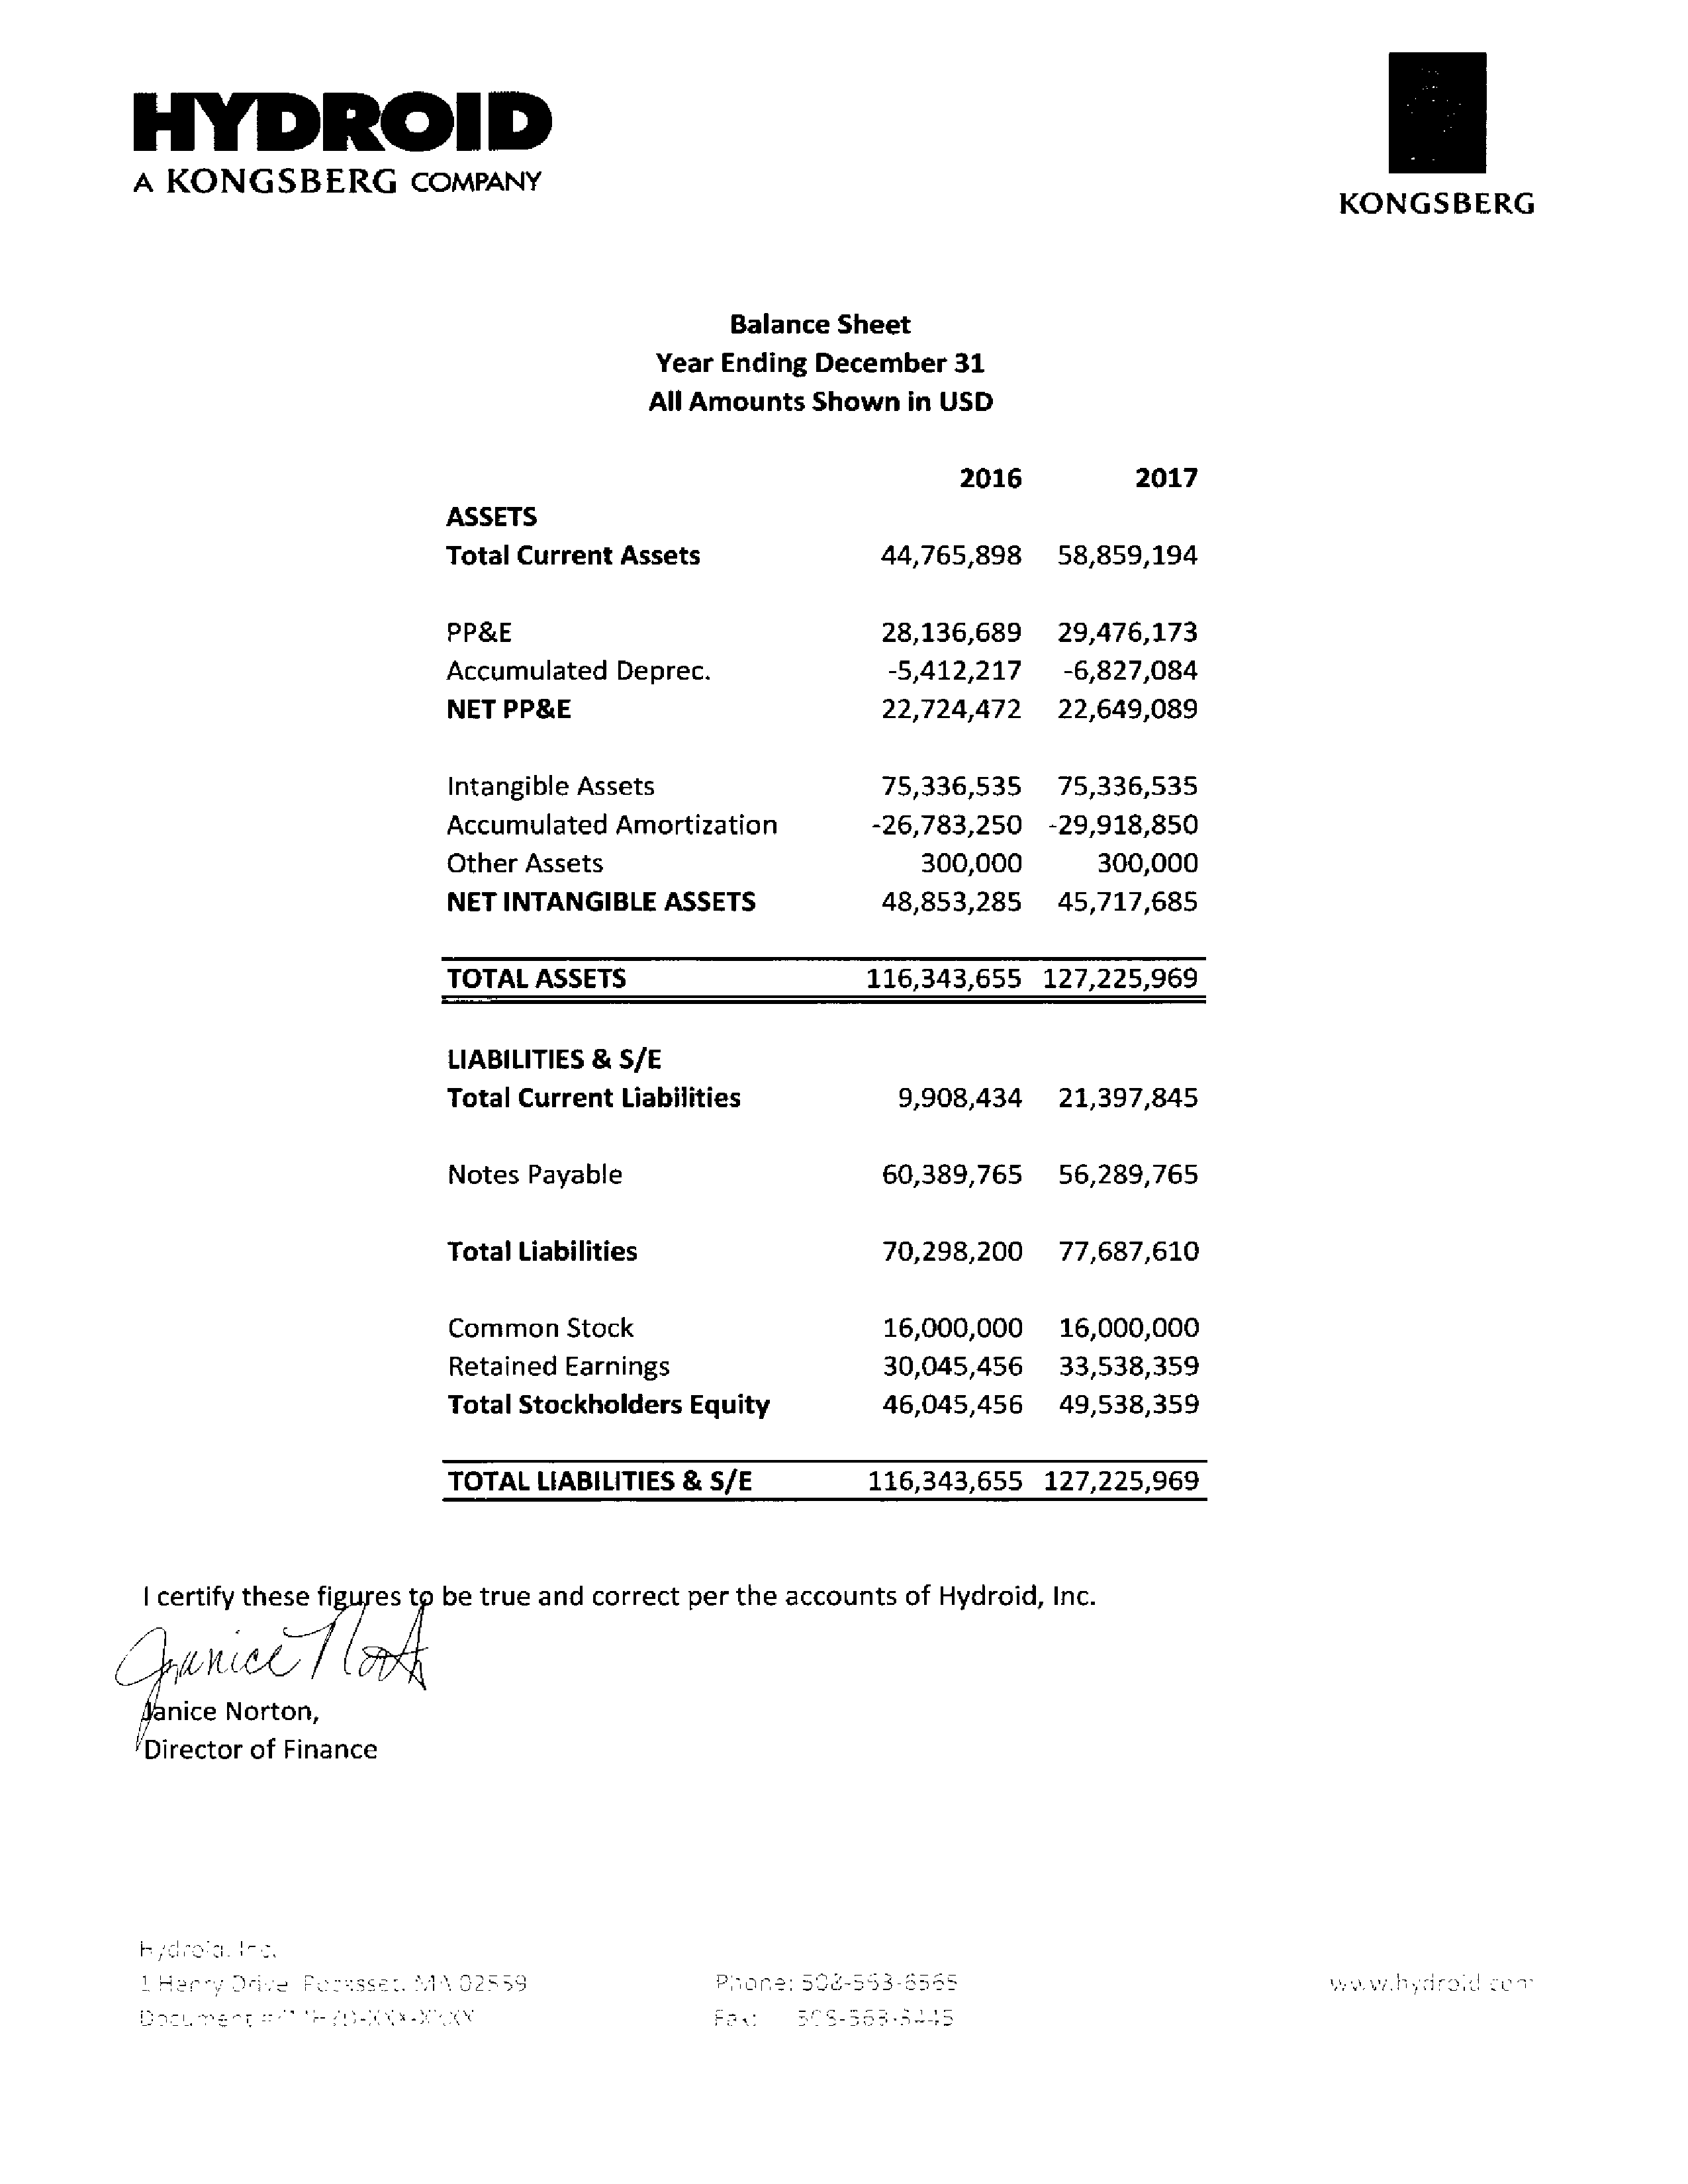 HYDROID
A KONGSBERG COMPANY
KONGSBERG
Balance Sheet
Year Ending December 31
All Amounts Shown in USD
2016 2017
ASSETS
Total Current Assets 44,765,898 58,859,194
PP&E 28,136,689 29,476,173
Accumulated Deprec. -5,412,217 -6,827,084
NET PP&E 22,724,472 22,649,089
Intangible Assets 75,336,535 75,336,535
Accumulated Amortization -26,783,250 -29,918,850
Other Assets 300,000 300,000
NET INTANGIBLE ASSETS 48,853,285 45,717,685
TOTAL ASSETS 116,343,655 127,225,969
LIABILITIES & S/E
Total Current Liabilities 9,908,434 21,397,845
Notes Payable 60,389,765 56,289,765
Total Liabilities 70,298,200 77,687,610
Common Stock 16,000,000 16,000,000
Retained Earnings 30,045,456 33,538,359
Total Stockholders Equity 46,045,456 49,538,359
TOTAL LIABILITIES & S/E 116,343,655 127,225,969
I certify these figures to be true and correct per the accounts of Hydroid, Inc.
Janice Norton,
Director of Finance
Hydroid, Inc.
1 Henry Drive Pocasset, MA 02559 Phone: 508-563-6565 www.hydroid.com
Document Fax: